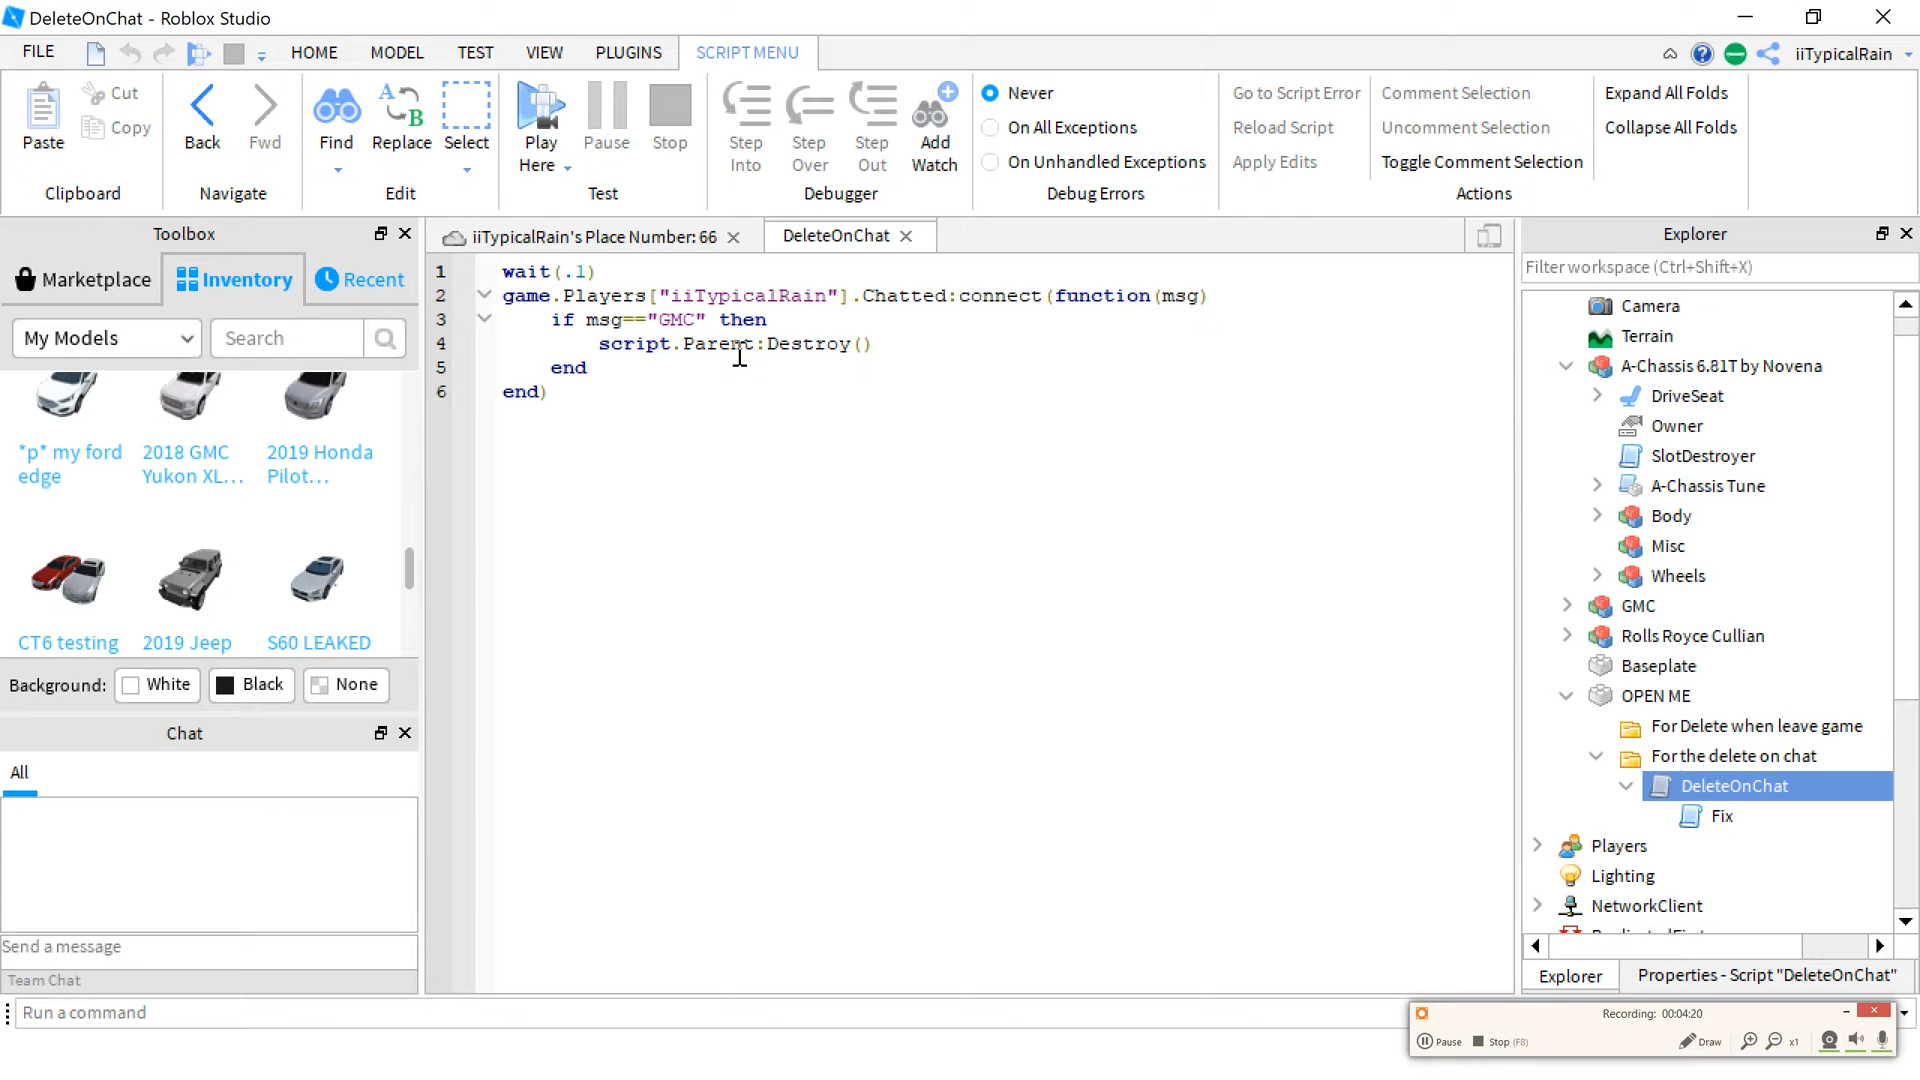 DeleteOnChat - Roblox Studio
FILE
HOME
MODEL
TEST
VIEW
PLUGINS
SCRIPT MENU
iiTypicalRain
Paste
Cut
Copy
Clipboard
Back
Fwd
Navigate
Find
Replace
Select
Edit
Play
Here
Pause
Stop
Test
Step
Into
Step
Over
Step
Out
Add
Watch
Debugger
Never
On All Exceptions
On Unhandled Exceptions
Debug Errors
Go to Script Error
Reload Script
Apply Edits
Comment Selection
Uncomment Selection
Toggle Comment Selection
Actions
Expand All Folds
Collapse All Folds
Toolbox
Marketplace
Inventory
Recent
My Models
Search
*p* my ford
edge
2018 GMC
Yukon XL...
2019 Honda
Pilot...
CT6 testing
2019 Jeep
S60 LEAKED
Background:
White
Black
None
Chat
All
Send a message
Team Chat
Run a command
iiTypicalRain's Place Number: 66
DeleteOnChat
1 wait(.1)
2 game.Players["iiTypicalRain"].Chatted:connect(function(msg)
3 if msg=="GMC" then
4 script.Parent:Destroy()
5 end
6 end)
Explorer
Filter workspace (Ctrl+Shift+X)
Camera
Terrain
A-Chassis 6.81T by Novena
DriveSeat
Owner
SlotDestroyer
A-Chassis Tune
Body
Misc
Wheels
GMC
Rolls Royce Cullian
Baseplate
OPEN ME
For Delete when leave game
For the delete on chat
DeleteOnChat
Fix
Players
Lighting
NetworkClient
Explorer
Properties - Script "DeleteOnChat"
Recording: 00:04:20
Pause
Stop (F8)
Draw
x1